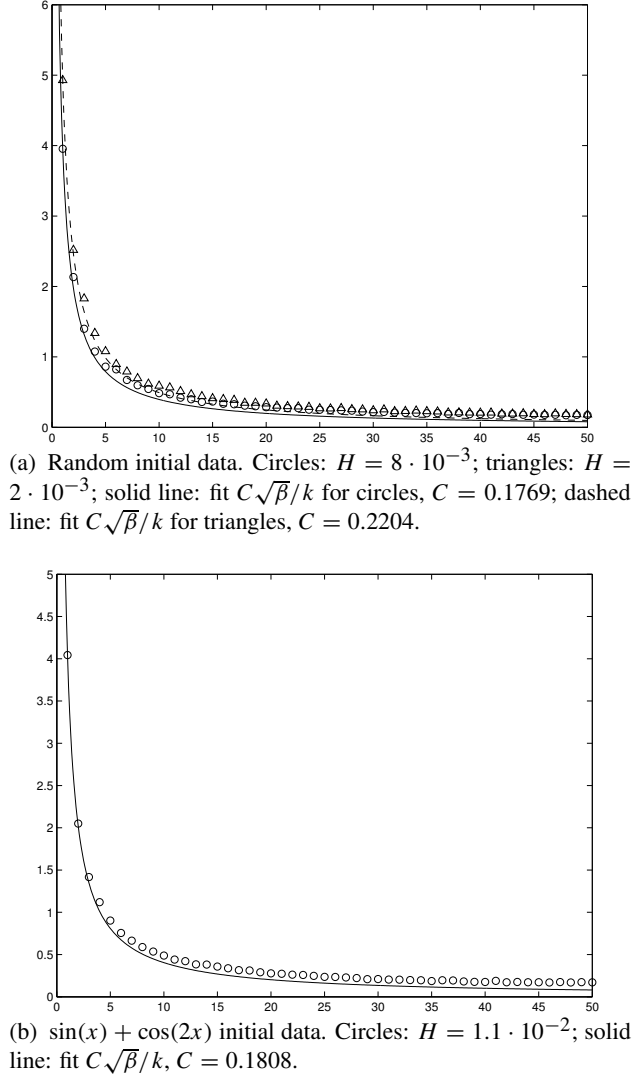 6
5
4
3
2
1
0
0 5 10 15 20 25 30 35 40 45 50
(a) Random initial data. Circles: H = 8 · 10⁻³; triangles: H =
2 · 10⁻³; solid line: fit C√β/k for circles, C = 0.1769; dashed
line: fit C√β/k for triangles, C = 0.2204.
5
4.5
4
3.5
3
2.5
2
1.5
1
0.5
0
0 5 10 15 20 25 30 35 40 45 50
(b) sin(x) + cos(2x) initial data. Circles: H = 1.1 · 10⁻²; solid
line: fit C√β/k, C = 0.1808.